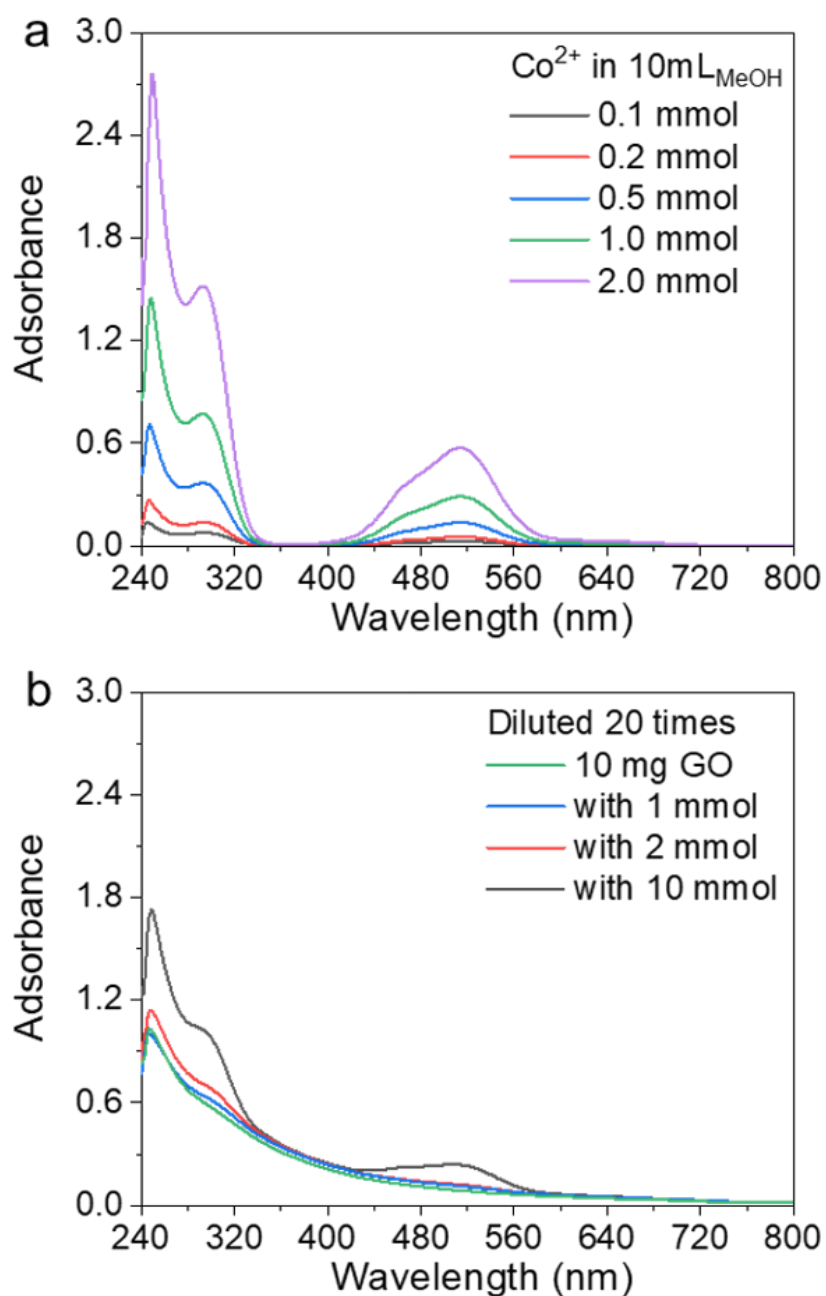 a
3.0
2.4
1.8
1.2
0.6
0.0
Adsorbance
Co²⁺ in 10mL_MeOH
0.1 mmol
0.2 mmol
0.5 mmol
1.0 mmol
2.0 mmol
240 320 400 480 560 640 720 800
Wavelength (nm)
b
3.0
2.4
1.8
1.2
0.6
0.0
Adsorbance
Diluted 20 times
10 mg GO
with 1 mmol
with 2 mmol
with 10 mmol
240 320 400 480 560 640 720 800
Wavelength (nm)